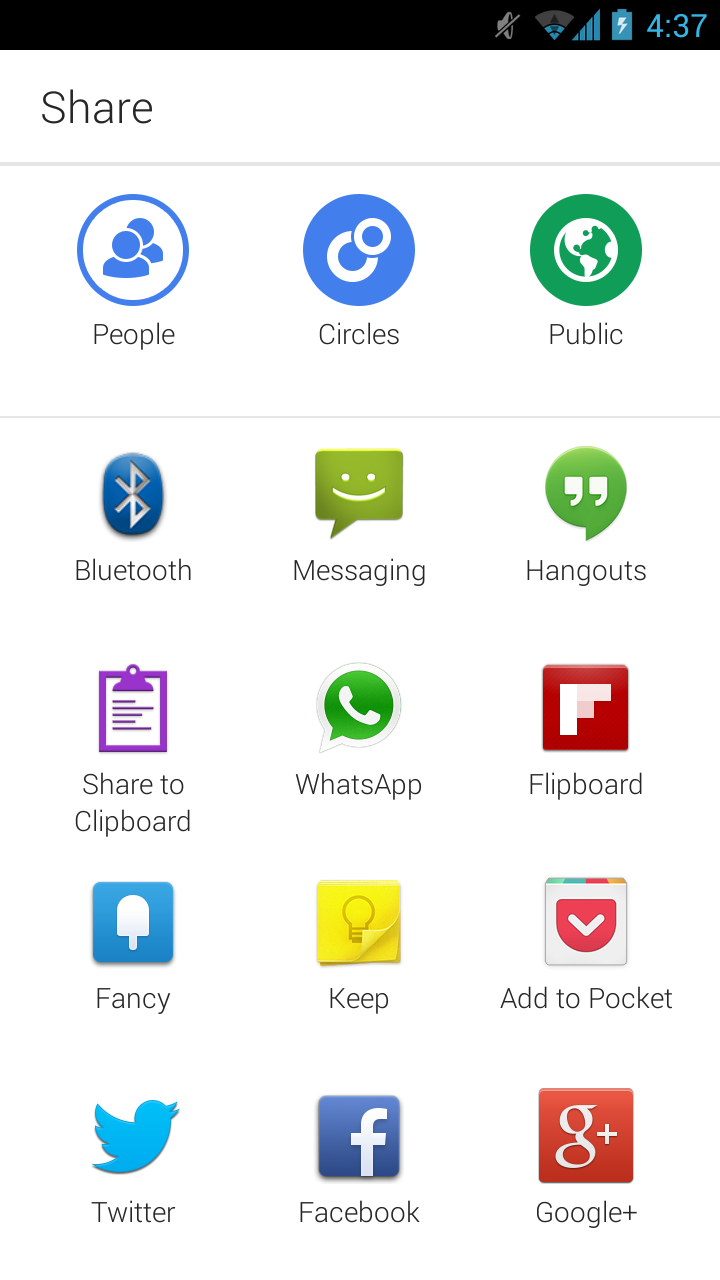 4:37
Share
People
Circles
Public
Bluetooth
Messaging
Hangouts
Share to
Clipboard
WhatsApp
Flipboard
Fancy
Keep
Add to Pocket
Twitter
Facebook
g+
Google+